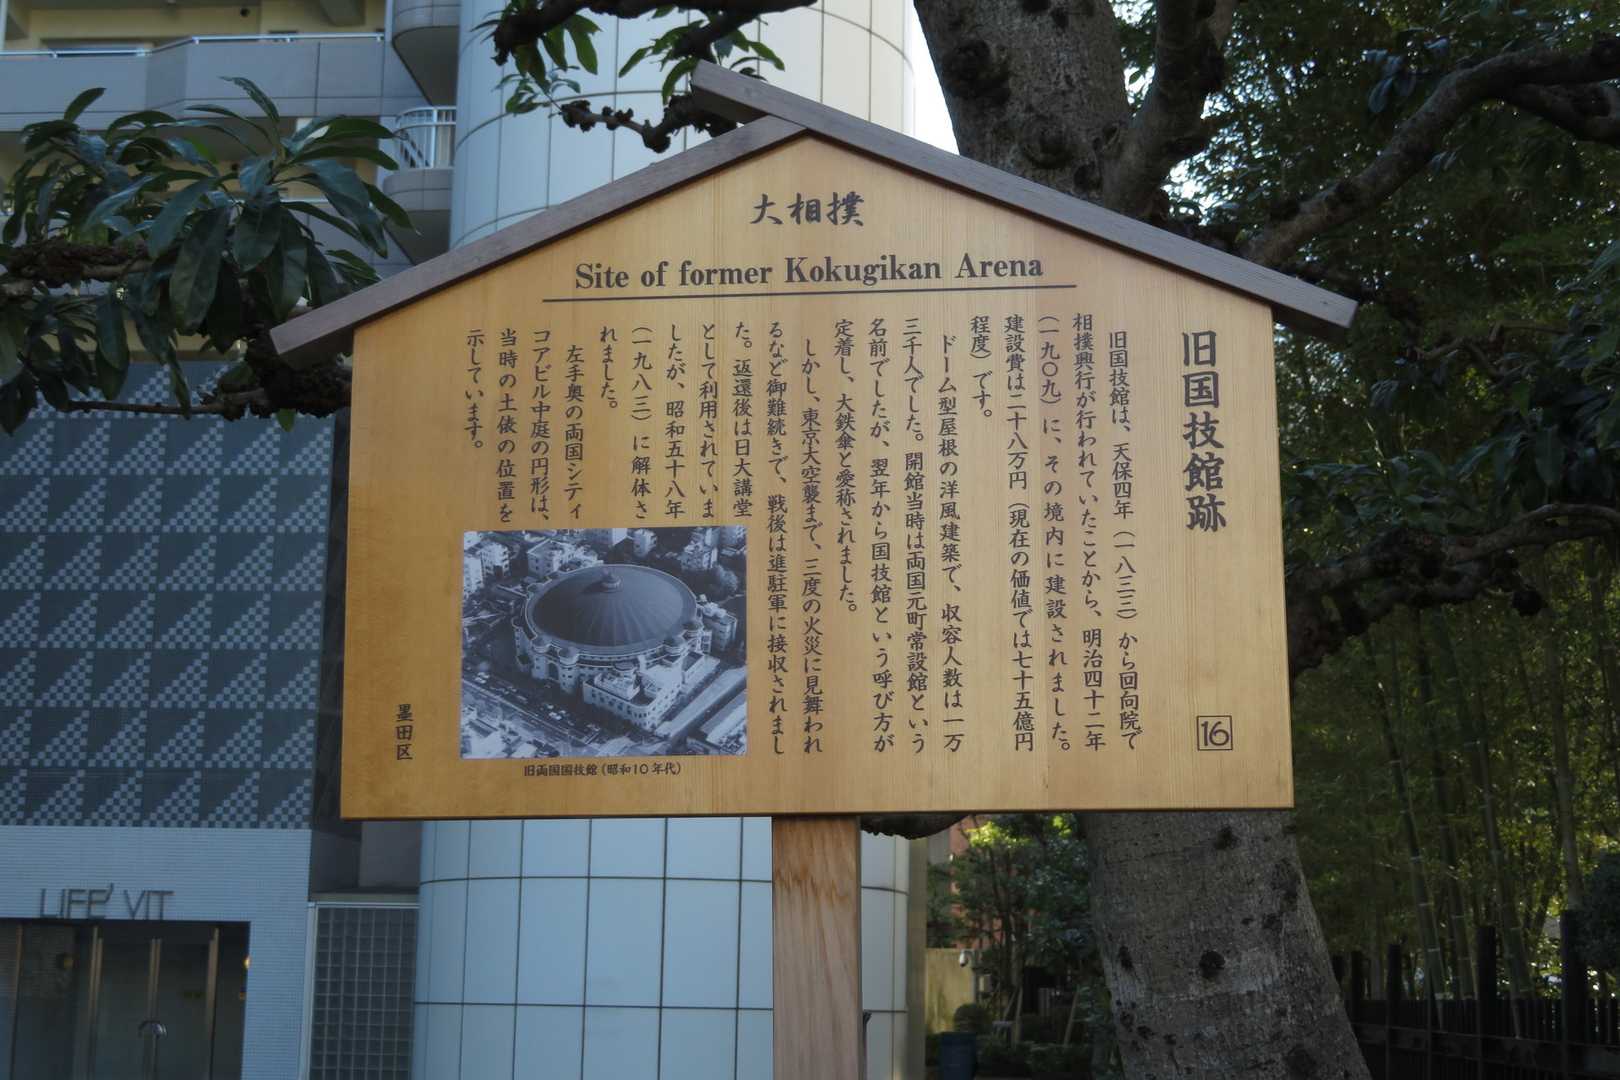 大相撲
Site of former Kokugikan Arena
旧国技館跡
16
旧国技館は、天保四年（一八三三）から回向院で
相撲興行が行われていたことから、明治四十二年
（一九〇九）に、その境内に建設されました。
建設費は二十八万円（現在の価値では七十五億円
程度）です。
ドーム型屋根の洋風建築で、収容人数は一万
三千人でした。開館当時は両国元町常設館という
名前でしたが、翌年から国技館という呼び方が
定着し、大鉄傘と愛称されました。
しかし、東京大空襲まで、三度の火災に見舞われ
るなど御難続きで、戦後は進駐軍に接収されまし
た。返還後は日大講堂
として利用されていま
したが、昭和五十八年
（一九八三）に解体さ
れました。
左手奥の両国シティ
コアビル中庭の円形は、
当時の土俵の位置を
示しています。
旧両国国技館（昭和10年代）
墨田区
LIFE' VIT